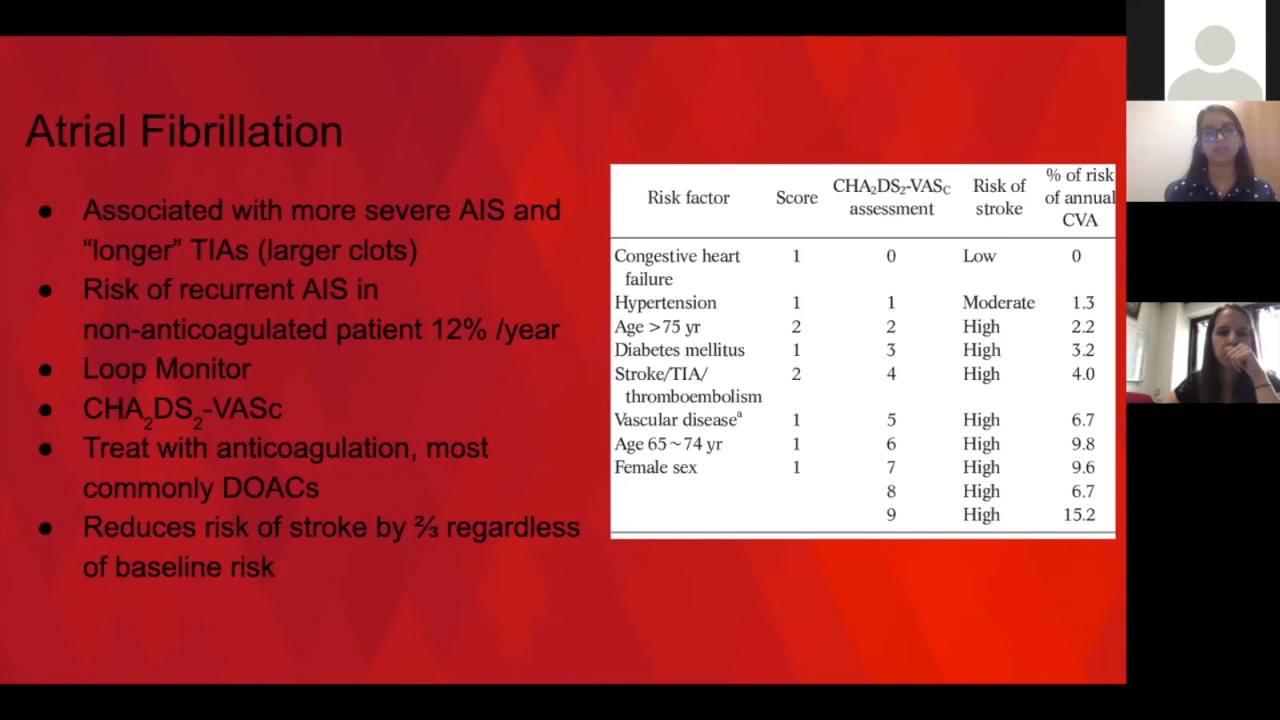 Atrial Fibrillation
● Associated with more severe AIS and
“longer” TIAs (larger clots)
● Risk of recurrent AIS in
non-anticoagulated patient 12% /year
● Loop Monitor
● CHA₂DS₂-VASc
● Treat with anticoagulation, most
commonly DOACs
● Reduces risk of stroke by ⅔ regardless
of baseline risk
Risk factor Score CHA₂DS₂-VASc assessment Risk of stroke % of risk of annual CVA
Congestive heart failure 1 0 Low 0
Hypertension 1 1 Moderate 1.3
Age >75 yr 2 2 High 2.2
Diabetes mellitus 1 3 High 3.2
Stroke/TIA/ thromboembolism 2 4 High 4.0
Vascular diseaseᵃ 1 5 High 6.7
Age 65~74 yr 1 6 High 9.8
Female sex 1 7 High 9.6
8 High 6.7
9 High 15.2